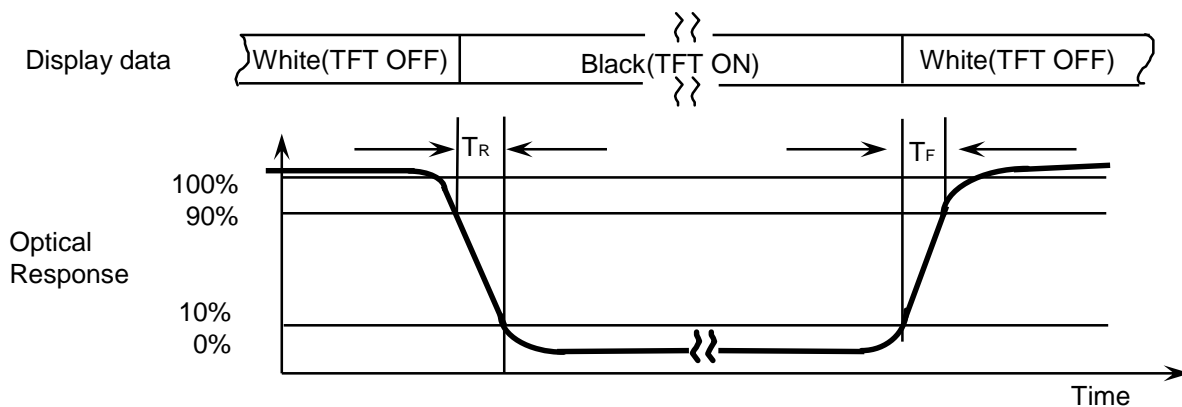 Display data
White(TFT OFF)
Black(TFT ON)
White(TFT OFF)
TR
TF
100%
90%
Optical
Response
10%
0%
Time